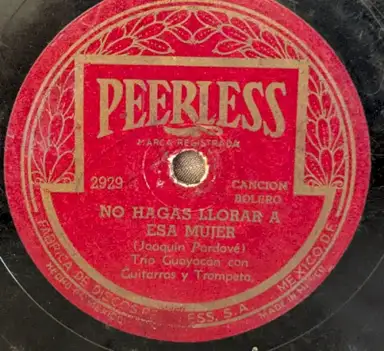 PEERLESS
MARCA REGISTRADA
2929
CANCION
BOLERO
NO HAGAS LLORAR A
ESA MUJER
(Joaquin Pardavé)
Trio Guayacán con
Guitarras y Trompeta
FABRICA DE DISCOS PEERLESS, S.A. MEXICO, D.F.
HECHO EN MEXICO
MADE IN MEXICO